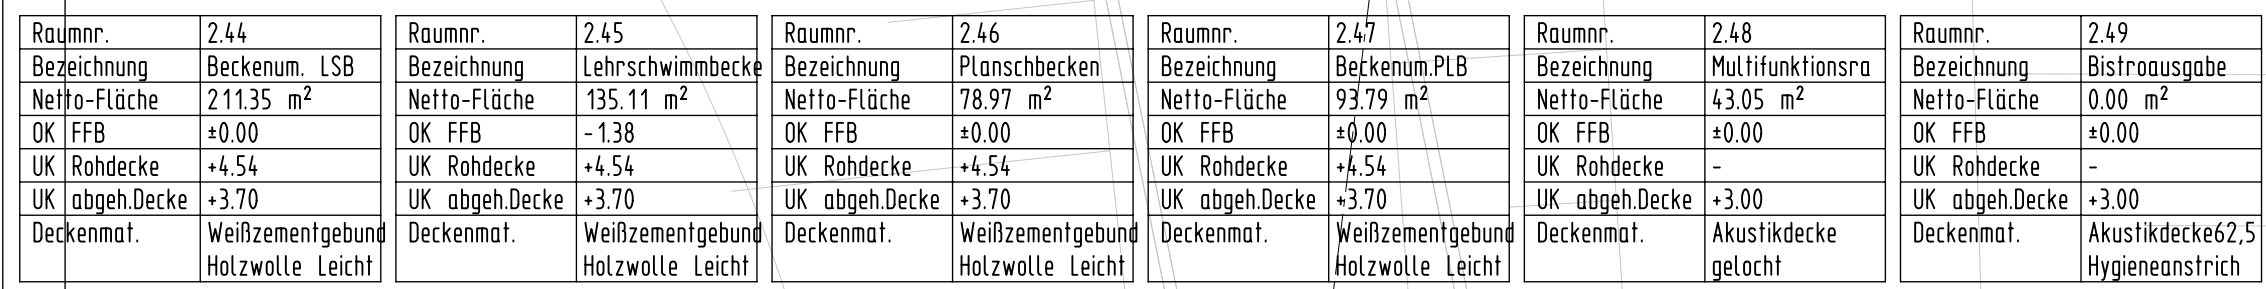 Raumnr. 2.44
Bezeichnung Beckenum. LSB
Netto-Fläche 211.35 m²
OK FFB ±0.00
UK Rohdecke +4.54
UK abgeh.Decke +3.70
Deckenmat. Weißzementgebund
Holzwolle Leicht
Raumnr. 2.45
Bezeichnung Lehrschwimmbecke
Netto-Fläche 135.11 m²
OK FFB -1.38
UK Rohdecke +4.54
UK abgeh.Decke +3.70
Deckenmat. Weißzementgebund
Holzwolle Leicht
Raumnr. 2.46
Bezeichnung Planschbecken
Netto-Fläche 78.97 m²
OK FFB ±0.00
UK Rohdecke +4.54
UK abgeh.Decke +3.70
Deckenmat. Weißzementgebund
Holzwolle Leicht
Raumnr. 2.47
Bezeichnung Beckenum.PLB
Netto-Fläche 93.79 m²
OK FFB ±0.00
UK Rohdecke +4.54
UK abgeh.Decke +3.70
Deckenmat. Weißzementgebund
Holzwolle Leicht
Raumnr. 2.48
Bezeichnung Multifunktionsra
Netto-Fläche 43.05 m²
OK FFB ±0.00
UK Rohdecke -
UK abgeh.Decke +3.00
Deckenmat. Akustikdecke
gelocht
Raumnr. 2.49
Bezeichnung Bistroausgabe
Netto-Fläche 0.00 m²
OK FFB ±0.00
UK Rohdecke -
UK abgeh.Decke +3.00
Deckenmat. Akustikdecke62,5
Hygieneanstrich